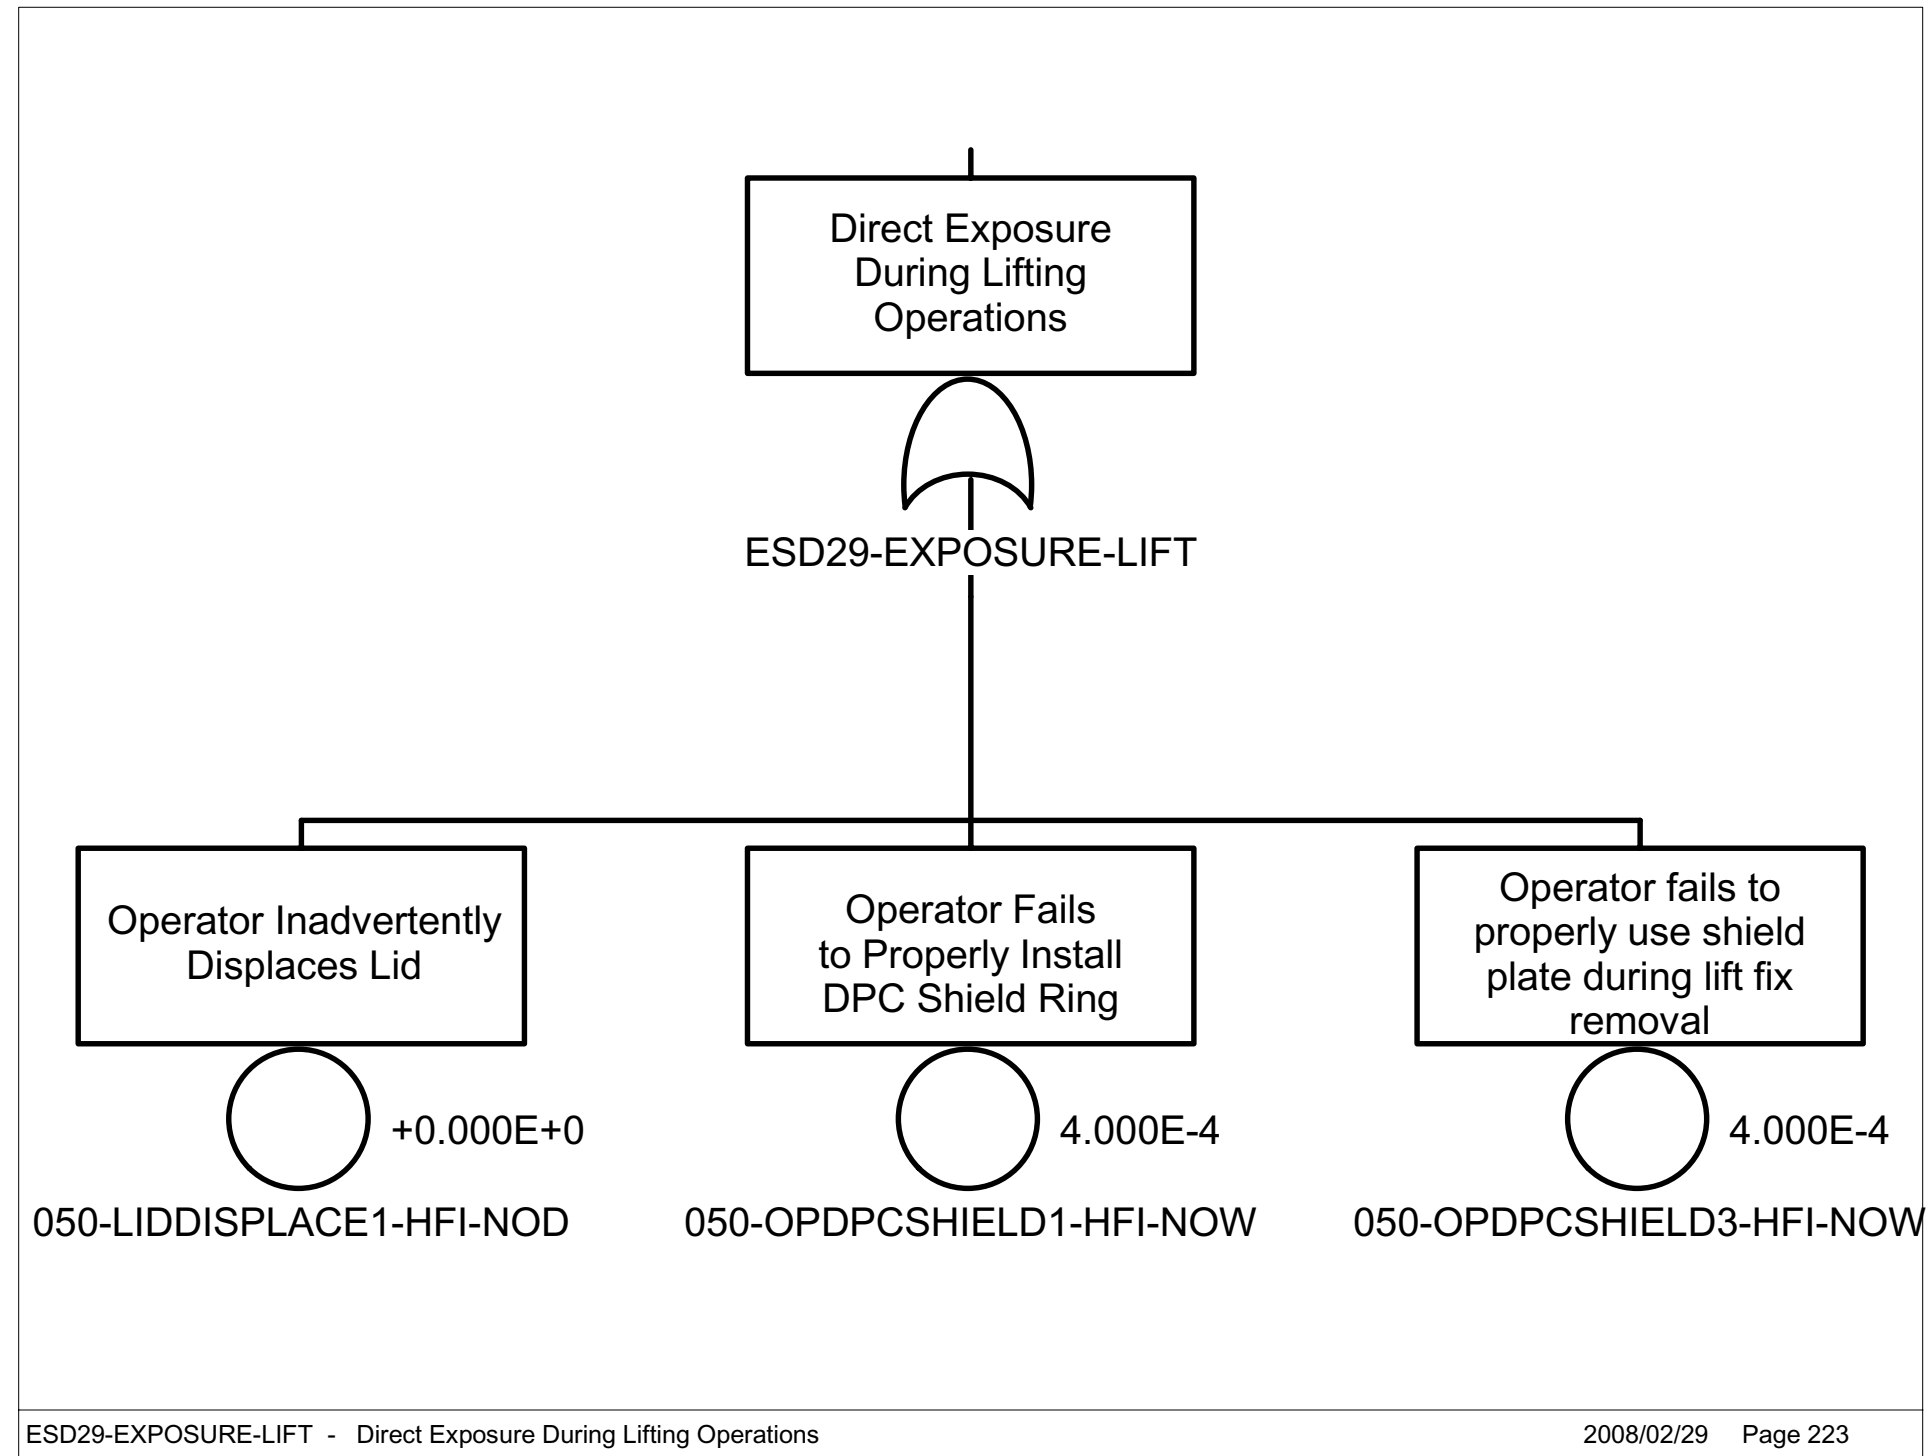 Direct Exposure
During Lifting
Operations
ESD29-EXPOSURE-LIFT
Operator Inadvertently
Displaces Lid
+0.000E+0
050-LIDDISPLACE1-HFI-NOD
Operator Fails
to Properly Install
DPC Shield Ring
4.000E-4
050-OPDPCSHIELD1-HFI-NOW
Operator fails to
properly use shield
plate during lift fix
removal
4.000E-4
050-OPDPCSHIELD3-HFI-NOW
ESD29-EXPOSURE-LIFT - Direct Exposure During Lifting Operations
2008/02/29 Page 223